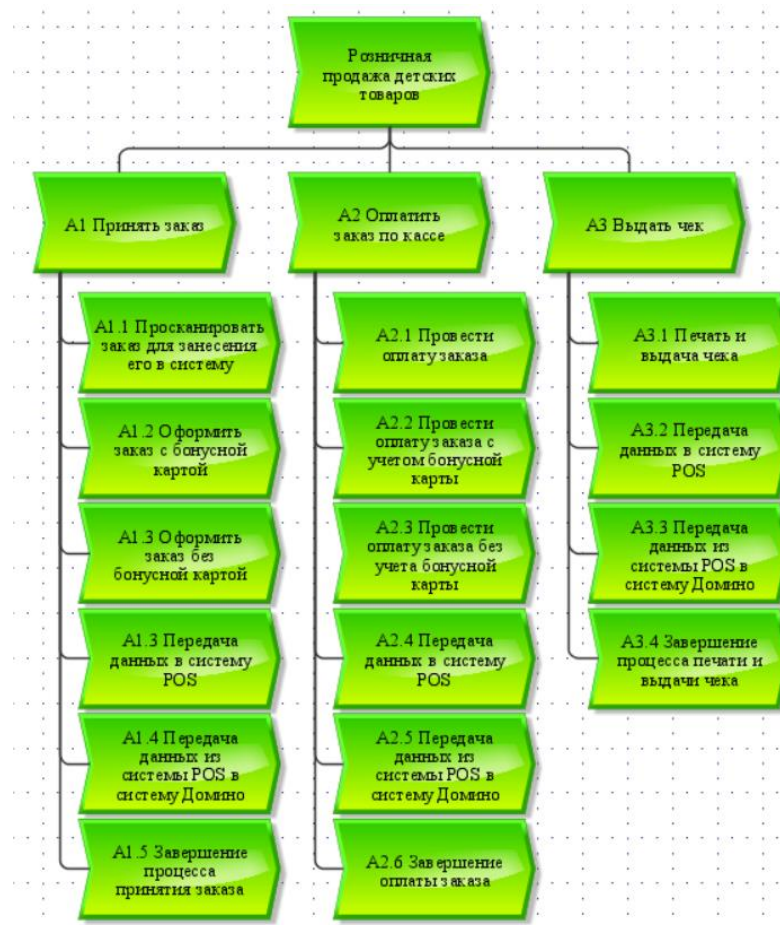 Розничная
продажа детских
товаров
А1 Принять заказ
А2 Оплатить
заказ по кассе
А3 Выдать чек
А1.1 Просканировать
заказ для занесения
его в систему
А1.2 Оформить
заказ с бонусной
картой
А1.3 Оформить
заказ без
бонусной картой
А1.3 Передача
данных в систему
POS
А1.4 Передача
данных из
системы POS в
систему Домино
А1.5 Завершение
процесса
принятия заказа
А2.1 Провести
оплату заказа
А2.2 Провести
оплату заказа с
учетом бонусной
карты
А2.3 Провести
оплату заказа без
учета бонусной
карты
А2.4 Передача
данных в систему
POS
А2.5 Передача
данных из
системы POS в
систему Домино
А2.6 Завершение
оплаты заказа
А3.1 Печать и
выдача чека
А3.2 Передача
данных в систему
POS
А3.3 Передача
данных из
системы POS в
систему Домино
А3.4 Завершение
процесса печати и
выдачи чека